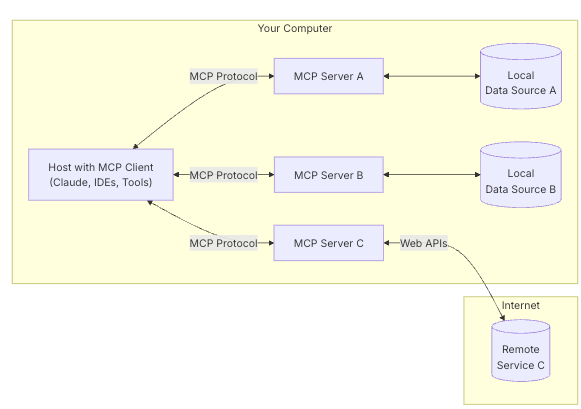 Your Computer
MCP Protocol
MCP Server A
Local
Data Source A
Host with MCP Client
(Claude, IDEs, Tools)
MCP Protocol
MCP Server B
Local
Data Source B
MCP Protocol
MCP Server C
Web APIs
Internet
Remote
Service C